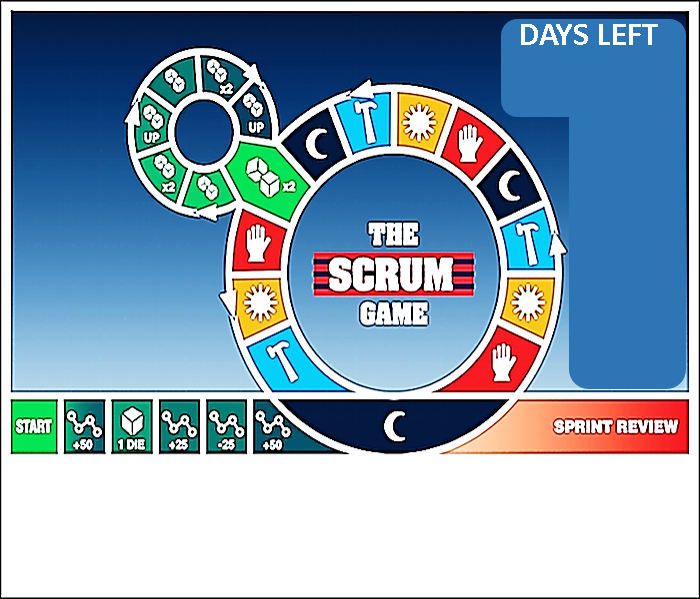 DAYS LEFT
x2
UP
UP
x2
x2
THE
SCRUM
GAME
START
+50
1 DIE
+25
-25
+50
SPRINT REVIEW